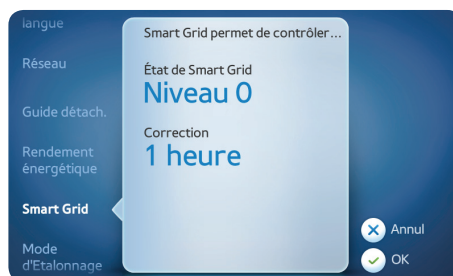 langue
Réseau
Guide détach.
Rendement
énergétique
Smart Grid
Mode
d'Etalonnage
Smart Grid permet de contrôler...
État de Smart Grid
Niveau 0
Correction
1 heure
Annul
OK